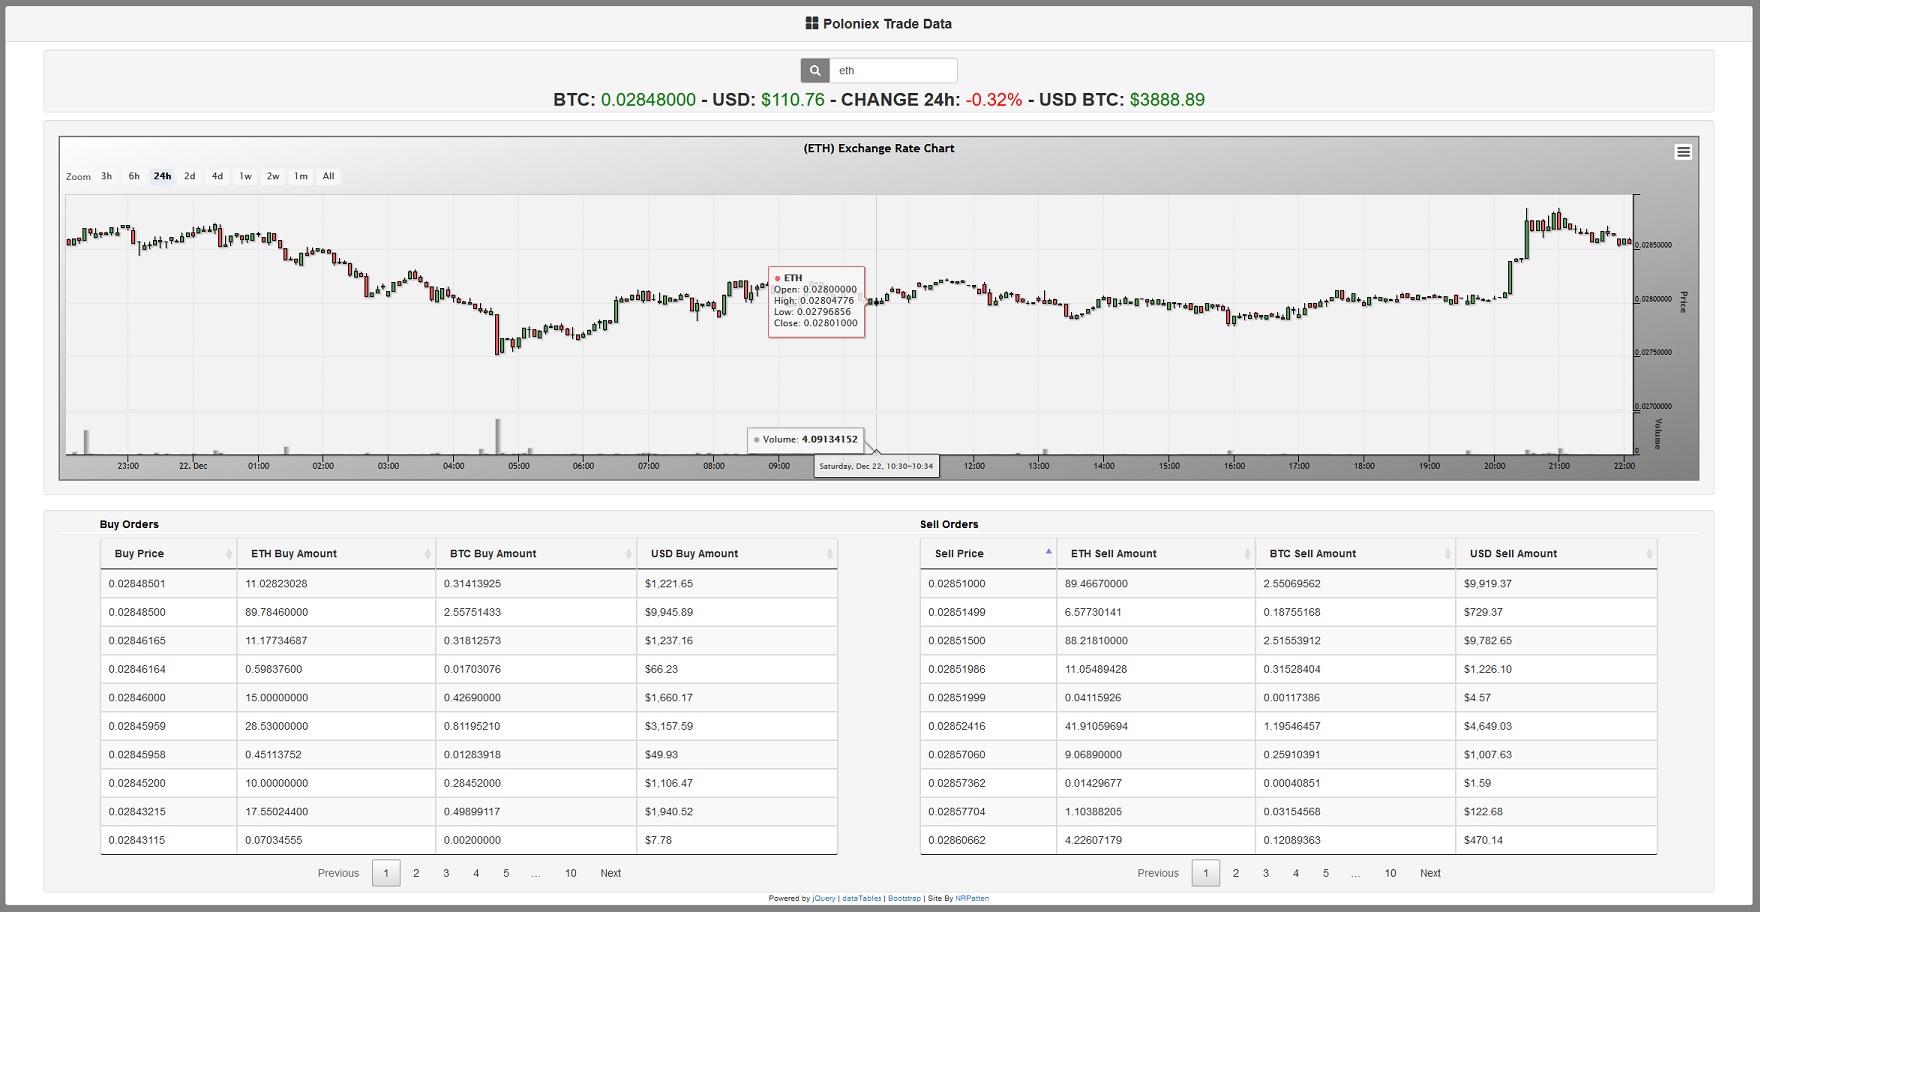 Poloniex Trade Data
eth
BTC: 0.02848000 - USD: $110.76 - CHANGE 24h: -0.32% - USD BTC: $3888.89
(ETH) Exchange Rate Chart
Zoom 3h 6h 24h 2d 4d 1w 2w 1m All
0.02850000
0.02800000
0.02750000
0.02700000
Price
ETH
Open: 0.02800000
High: 0.02804776
Low: 0.02796856
Close: 0.02801000
Volume: 4.09134152
Volume
0
23:00 22. Dec 01:00 02:00 03:00 04:00 05:00 06:00 07:00 08:00 09:00 12:00 13:00 14:00 15:00 16:00 17:00 18:00 19:00 20:00 21:00 22:00
Saturday, Dec 22, 10:30-10:34
Buy Orders
Buy Price ETH Buy Amount BTC Buy Amount USD Buy Amount
0.02848501 11.02823028 0.31413925 $1,221.65
0.02848500 89.78460000 2.55751433 $9,945.89
0.02846165 11.17734687 0.31812573 $1,237.16
0.02846164 0.59837600 0.01703076 $66.23
0.02846000 15.00000000 0.42690000 $1,660.17
0.02845959 28.53000000 0.81195210 $3,157.59
0.02845958 0.45113752 0.01283918 $49.93
0.02845200 10.00000000 0.28452000 $1,106.47
0.02843215 17.55024400 0.49899117 $1,940.52
0.02843115 0.07034555 0.00200000 $7.78
Previous 1 2 3 4 5 … 10 Next
Sell Orders
Sell Price ETH Sell Amount BTC Sell Amount USD Sell Amount
0.02851000 89.46670000 2.55069562 $9,919.37
0.02851499 6.57730141 0.18755168 $729.37
0.02851500 88.21810000 2.51553912 $9,782.65
0.02851986 11.05489428 0.31528404 $1,226.10
0.02851999 0.04115926 0.00117386 $4.57
0.02852416 41.91059694 1.19546457 $4,649.03
0.02857060 9.06890000 0.25910391 $1,007.63
0.02857362 0.01429677 0.00040851 $1.59
0.02857704 1.10388205 0.03154568 $122.68
0.02860662 4.22607179 0.12089363 $470.14
Previous 1 2 3 4 5 … 10 Next
Powered by jQuery | dataTables | Bootstrap | Site By NRPatten